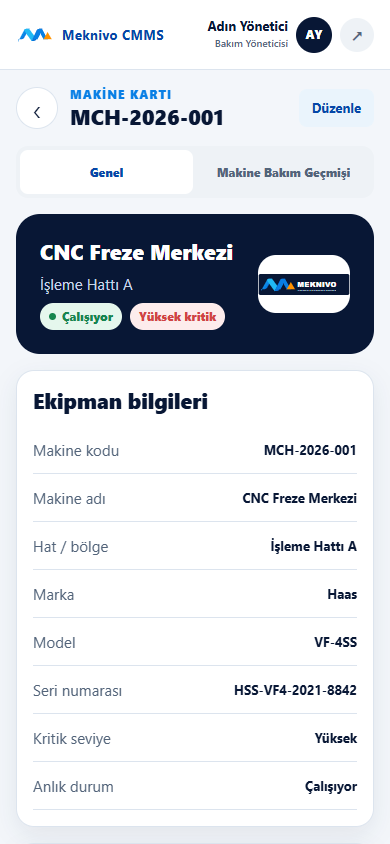 Meknivo CMMS
Adın Yönetici
Bakım Yöneticisi
AY
↗
‹
MAKİNE KARTI
MCH-2026-001
Düzenle
Genel
Makine Bakım Geçmişi
CNC Freze Merkezi
İşleme Hattı A
Çalışıyor
Yüksek kritik
MEKNIVO
Ekipman bilgileri
Makine kodu MCH-2026-001
Makine adı CNC Freze Merkezi
Hat / bölge İşleme Hattı A
Marka Haas
Model VF-4SS
Seri numarası HSS-VF4-2021-8842
Kritik seviye Yüksek
Anlık durum Çalışıyor